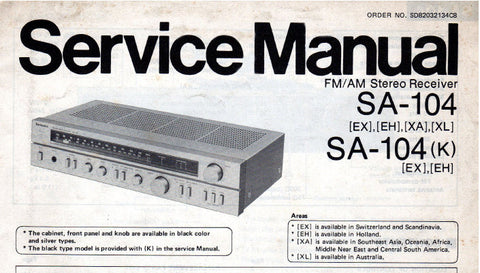 ORDER NO. SD82032134C8
Service Manual
FM/AM Stereo Receiver
SA-104
[EX],[EH],[XA],[XL]
SA-104(K)
[EX],[EH]
* The cabinet, front panel and knob are available in black color
and silver types.
* The black type model is provided with (K) in the service Manual.
Areas
* [EX] is available in Switzerland and Scandinavia.
* [EH] is available in Holland.
* [XA] is available in Southeast Asia, Oceania, Africa,
Middle Near East and Central South America.
* [XL] is available in Australia.